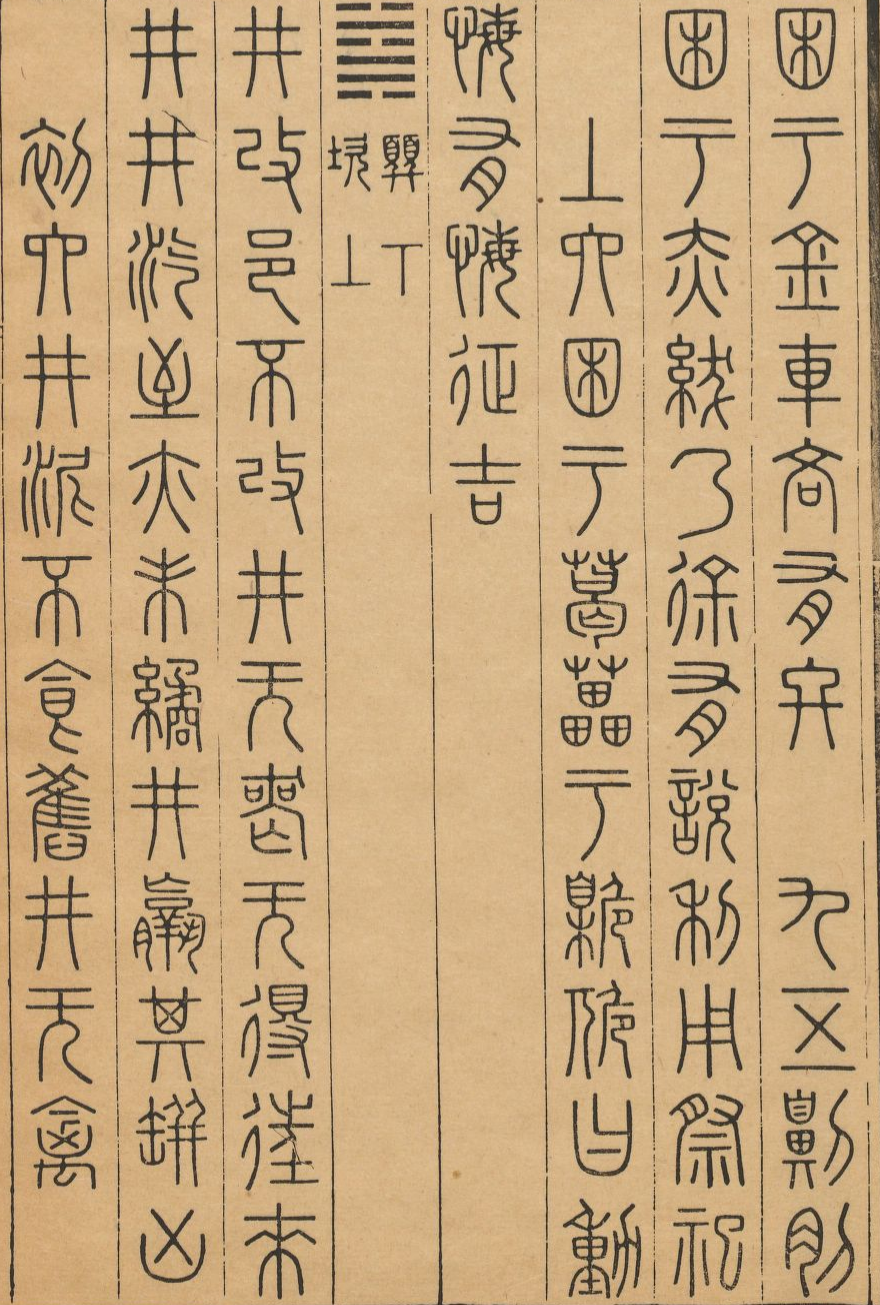 困于金車吝有終　九五劓刖
困于赤紱乃徐有說利用祭祀
上六困于葛藟于臲卼曰動
悔有悔征吉
䷯巽下坎上
井改邑不改井无喪无得往來
井井汔至亦未繘井羸其缾凶
初六井泥不食舊井无禽